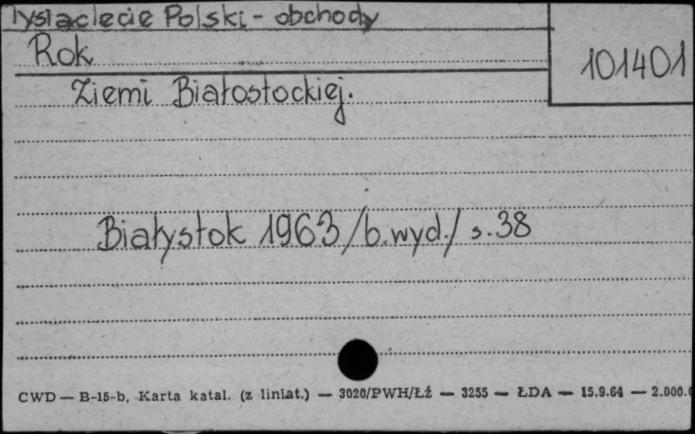 Tysiąclecie Polski - obchody
Rok
101401
Ziemi Białostockiej.
Białystok 1963 /b.wyd./ s.38
CWD — B-15-b, Karta katal. (z liniat.) — 3020/PWH/Łź — 3255 — ŁDA — 15.9.64 — 2.000.